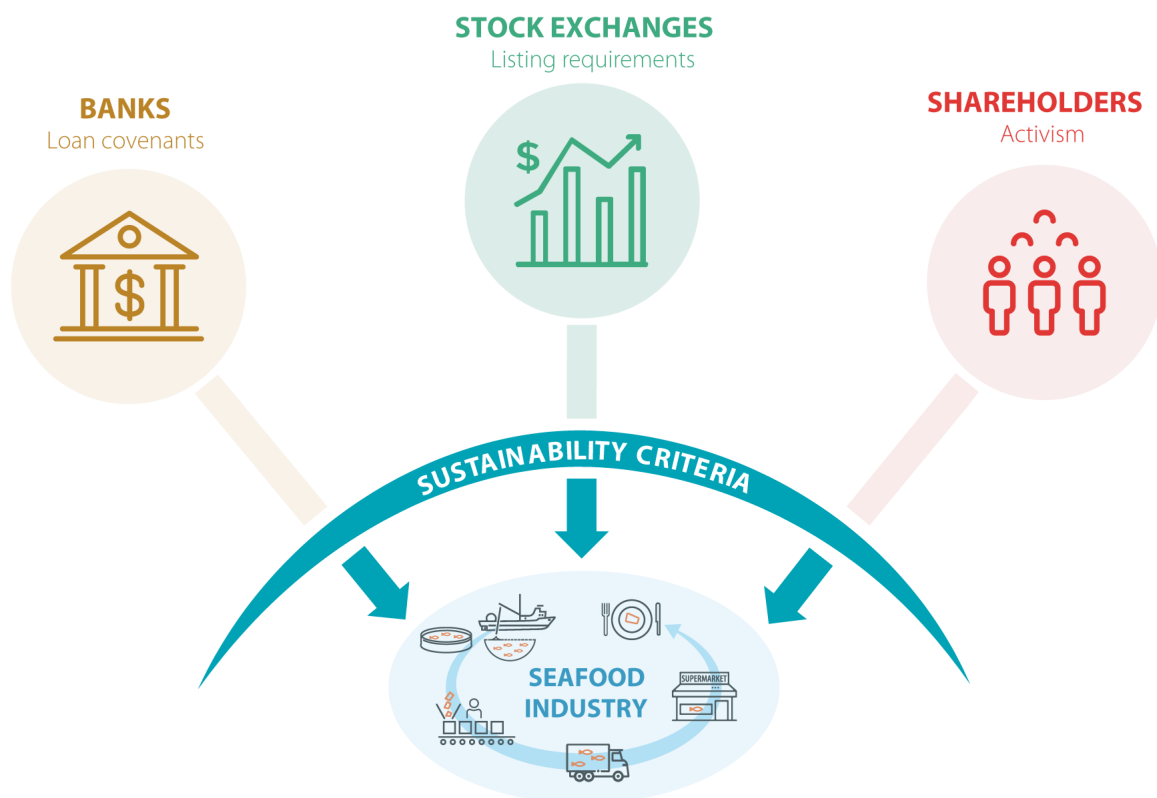 STOCK EXCHANGES
Listing requirements
BANKS
Loan covenants
SHAREHOLDERS
Activism
$
$
SUSTAINABILITY CRITERIA
SEAFOOD
INDUSTRY
SUPERMARKET